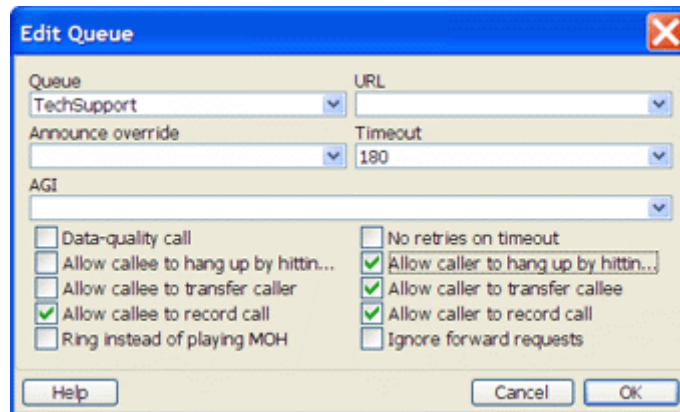 Edit Queue
Queue URL
TechSupport
Announce override Timeout
180
AGI
Data-quality call No retries on timeout
Allow callee to hang up by hittin... Allow caller to hang up by hittin...
Allow callee to transfer caller Allow caller to transfer callee
Allow callee to record call Allow caller to record call
Ring instead of playing MOH Ignore forward requests
Help Cancel OK